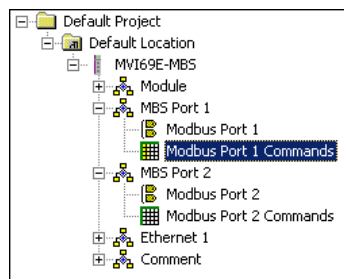 Default Project
Default Location
MVI69E-MBS
Module
MBS Port 1
Modbus Port 1
Modbus Port 1 Commands
MBS Port 2
Modbus Port 2
Modbus Port 2 Commands
Ethernet 1
Comment